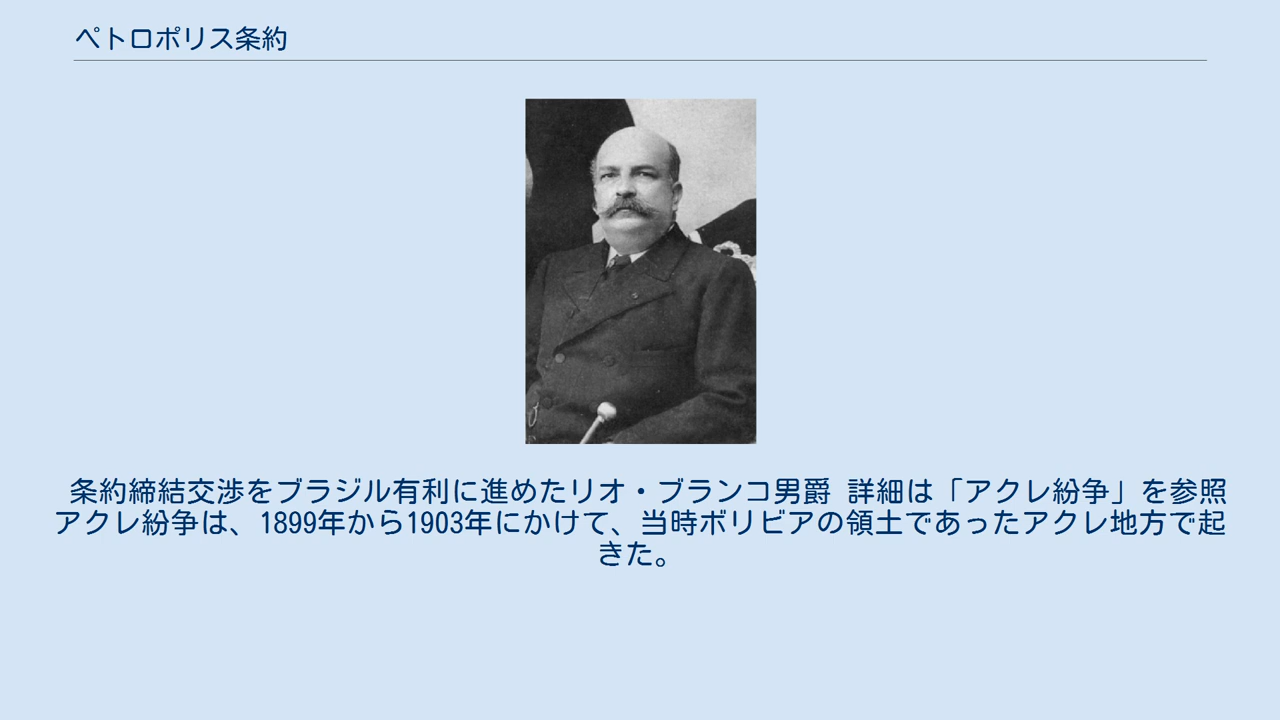 ペトロポリス条約
条約締結交渉をブラジル有利に進めたリオ・ブランコ男爵 詳細は「アクレ紛争」を参照
アクレ紛争は、1899年から1903年にかけて、当時ボリビアの領土であったアクレ地方で起
きた。